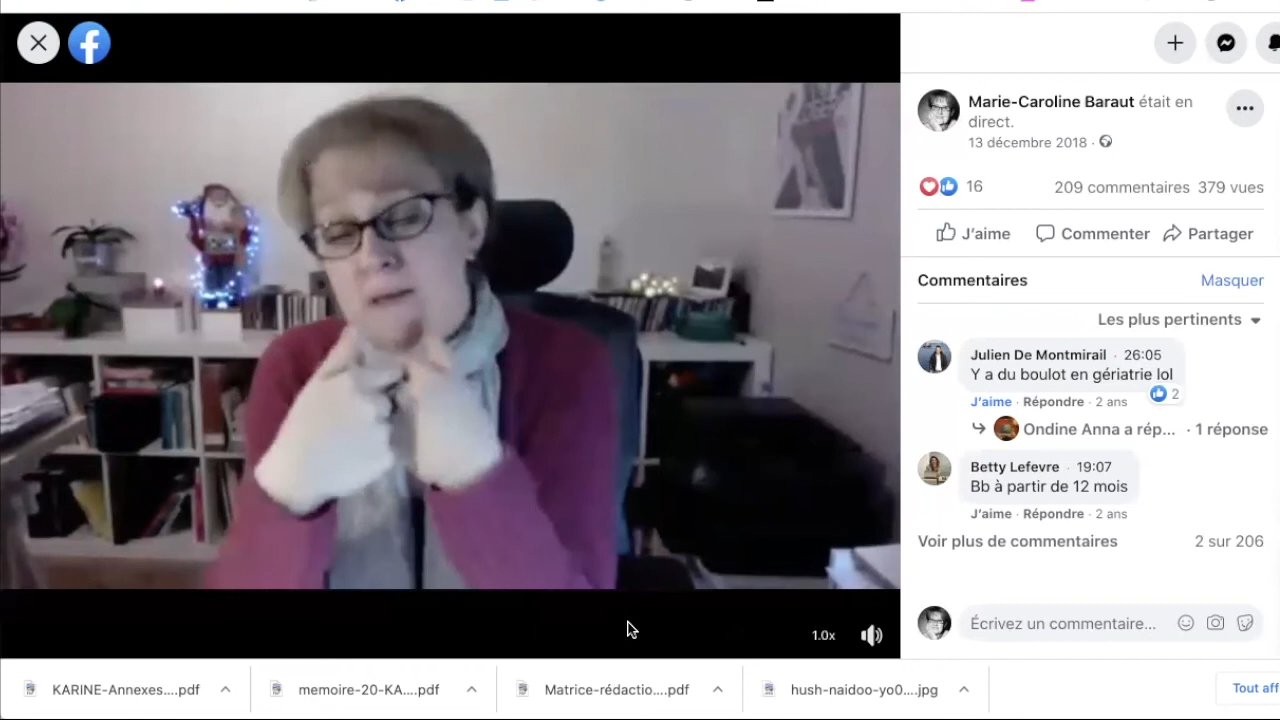 Marie-Caroline Baraut était en
direct.
13 décembre 2018 ·
16
209 commentaires 379 vues
J'aime
Commenter
Partager
Commentaires
Masquer
Les plus pertinents
Julien De Montmirail · 26:05
Y a du boulot en gériatrie lol
2
J'aime · Répondre · 2 ans
Ondine Anna a rép... · 1 réponse
Betty Lefevre · 19:07
Bb à partir de 12 mois
J'aime · Répondre · 2 ans
Voir plus de commentaires
2 sur 206
Écrivez un commentaire...
1.0x
KARINE-Annexes....pdf
memoire-20-KA....pdf
Matrice-rédactio....pdf
hush-naidoo-yo0....jpg
Tout aff